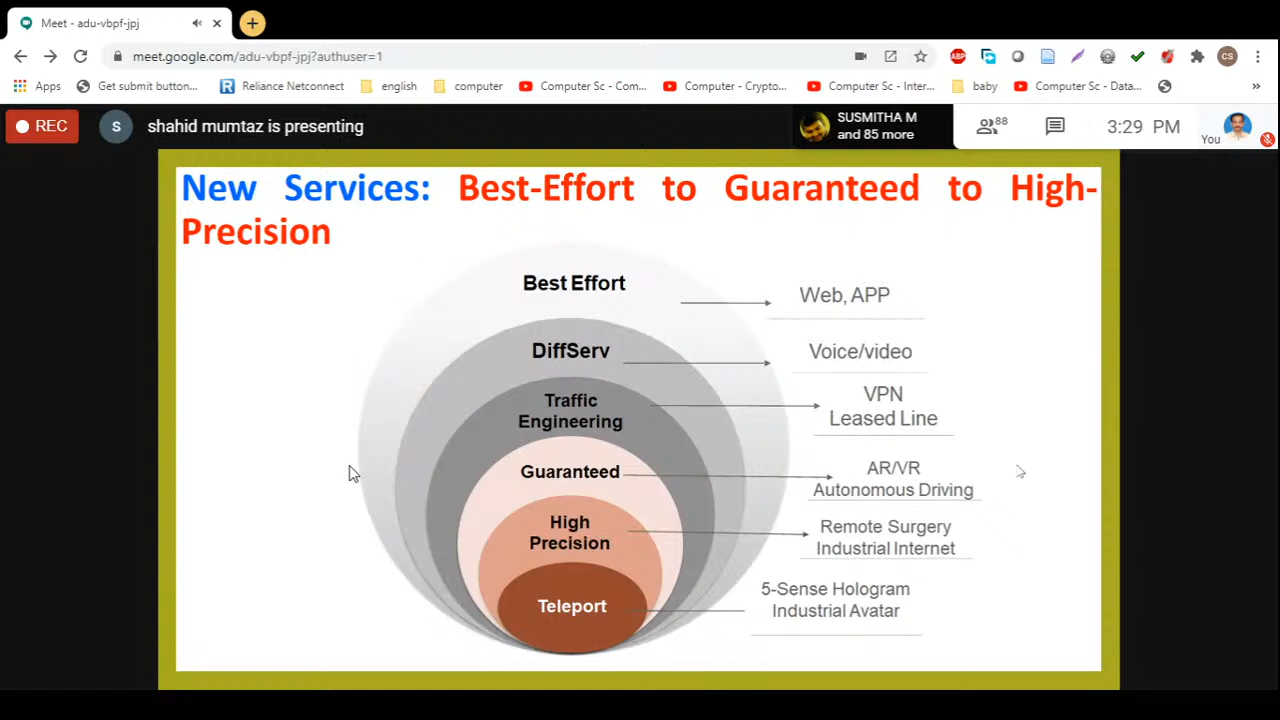 Meet - adu-vbpf-jpj
meet.google.com/adu-vbpf-jpj?authuser=1
ABP
CS
Apps
Get submit button...
R
Reliance Netconnect
english
computer
Computer Sc - Com...
Computer - Crypto...
Computer Sc - Inter...
baby
Computer Sc - Data...
»
REC
S
shahid mumtaz is presenting
SUSMITHA M
and 85 more
88
3:29 PM
You
New Services: Best-Effort to Guaranteed to High-
Precision
Best Effort
Web, APP
DiffServ
Voice/video
Traffic
Engineering
VPN
Leased Line
Guaranteed
AR/VR
Autonomous Driving
High
Precision
Remote Surgery
Industrial Internet
Teleport
5-Sense Hologram
Industrial Avatar